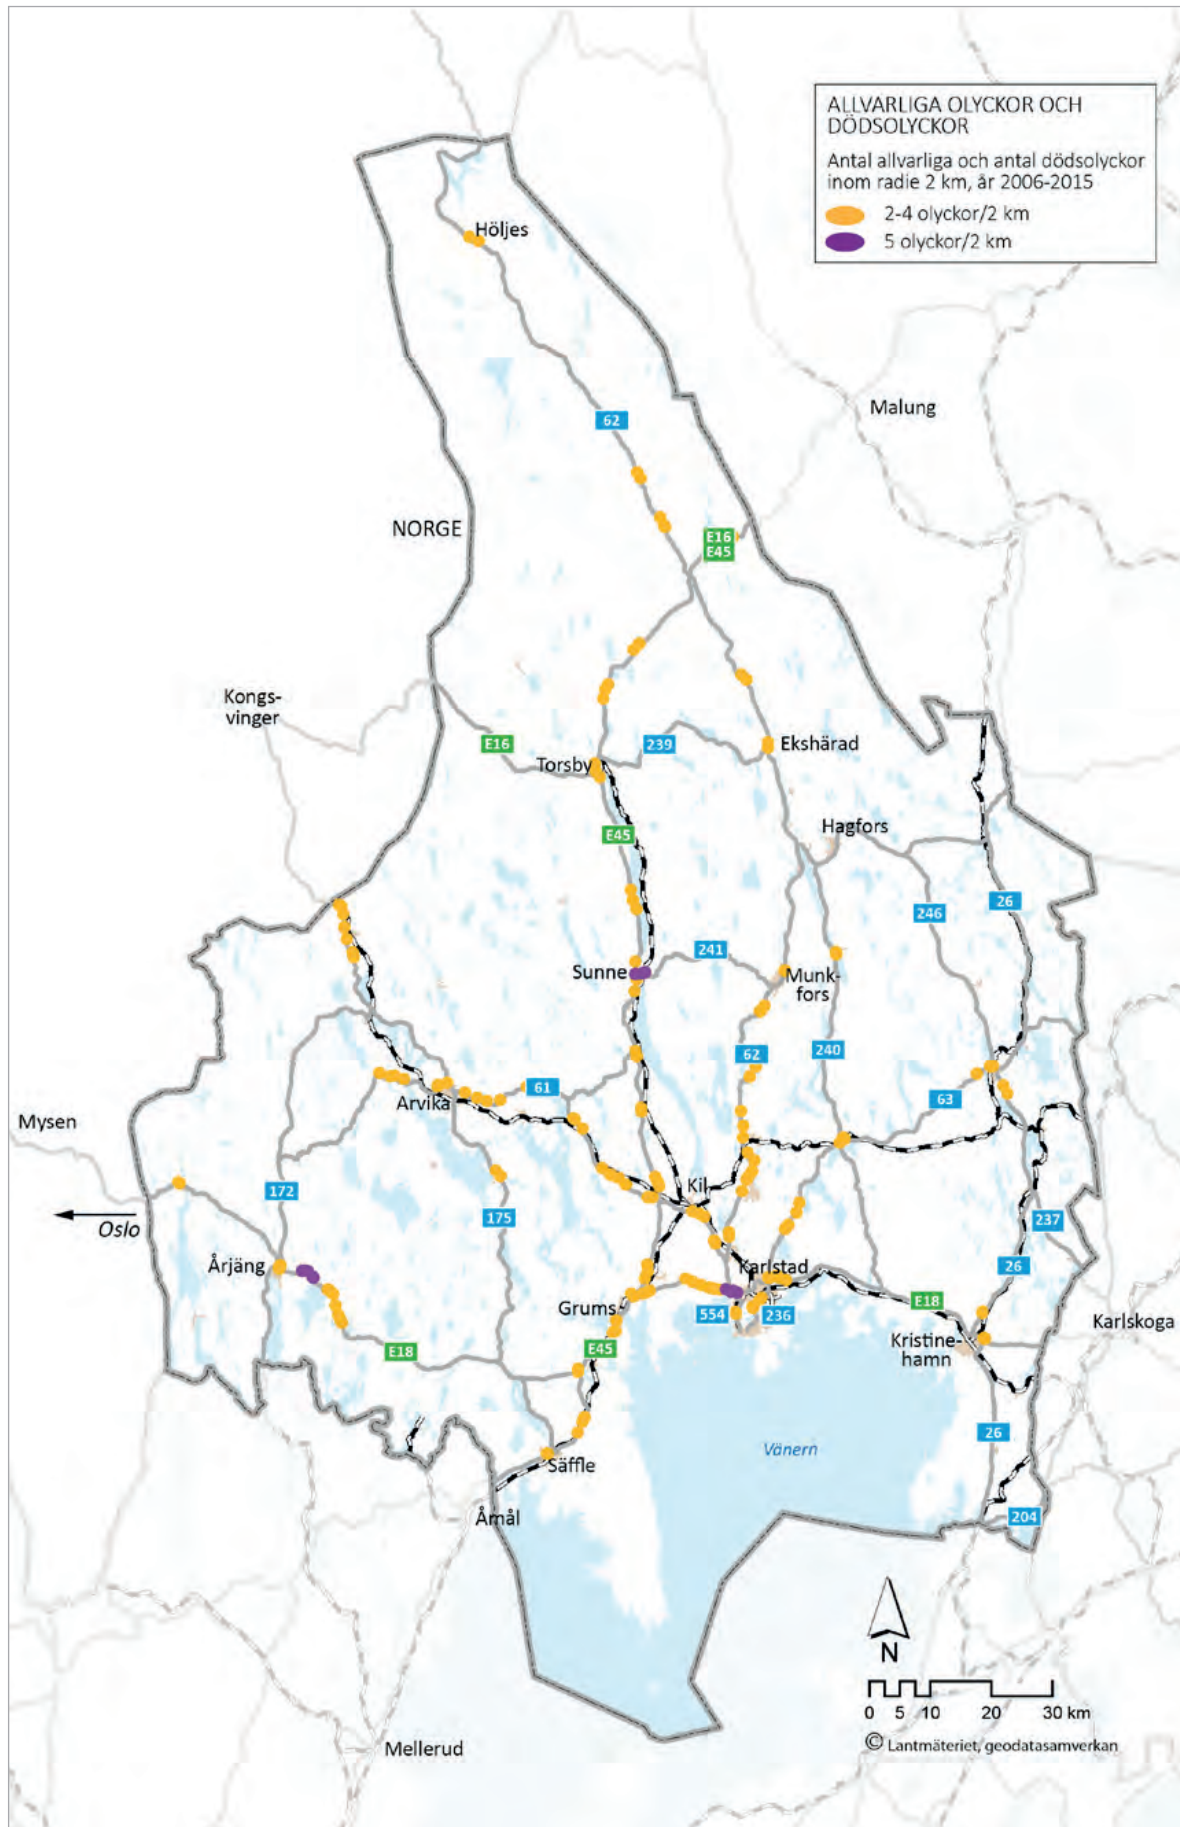 ALLVARLIGA OLYCKOR OCH
DÖDSOLYCKOR
Antal allvarliga och antal dödsolyckor
inom radie 2 km, år 2006-2015
2-4 olyckor/2 km
5 olyckor/2 km
Höljes
Malung
62
NORGE
E16
E45
Kongs-
vinger
E16
239
Ekshärad
Torsby
E45
Hagfors
26
246
241
Sunne
Munk-
fors
62
240
61
63
Arvika
Mysen
Kil
172
175
237
Oslo
Årjäng
Karlstad
26
Grums
554
236
E18
Karlskoga
Kristine-
hamn
E18
E45
26
Vänern
Säffle
Åmål
204
N
0 5 10 20 30 km
© Lantmäteriet, geodatasamverkan
Mellerud